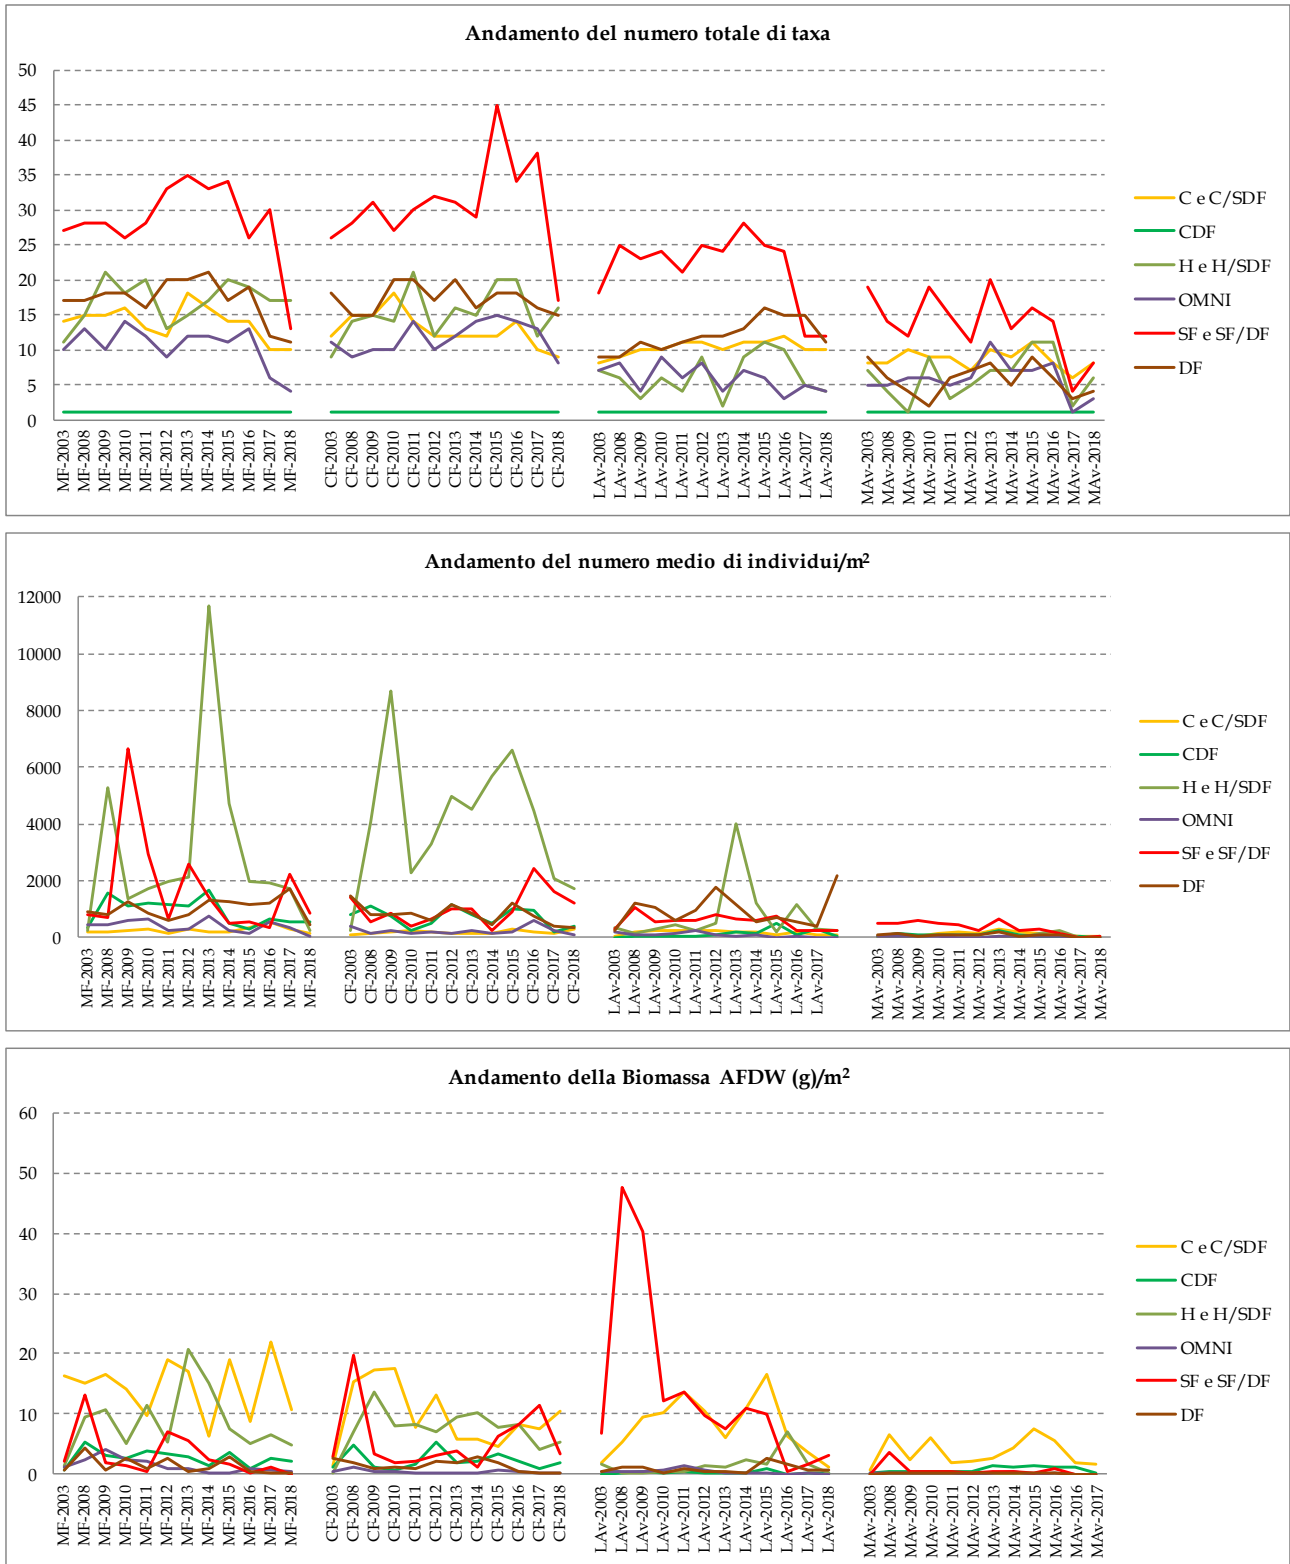 Andamento del numero totale di taxa
50
45
40
35
30
25
20
15
10
5
0
MF-2003
MF-2008
MF-2009
MF-2010
MF-2011
MF-2012
MF-2013
MF-2014
MF-2015
MF-2016
MF-2017
MF-2018
CF-2003
CF-2008
CF-2009
CF-2010
CF-2011
CF-2012
CF-2013
CF-2014
CF-2015
CF-2016
CF-2017
CF-2018
LAv-2003
LAv-2008
LAv-2009
LAv-2010
LAv-2011
LAv-2012
LAv-2013
LAv-2014
LAv-2015
LAv-2016
LAv-2017
LAv-2018
MAv-2003
MAv-2008
MAv-2009
MAv-2010
MAv-2011
MAv-2012
MAv-2013
MAv-2014
MAv-2015
MAv-2016
MAv-2017
MAv-2018
C e C/SDF
CDF
H e H/SDF
OMNI
SF e SF/DF
DF
Andamento del numero medio di individui/m²
12000
10000
8000
6000
4000
2000
0
MF-2003
MF-2008
MF-2009
MF-2010
MF-2011
MF-2012
MF-2013
MF-2014
MF-2015
MF-2016
MF-2017
MF-2018
CF-2003
CF-2008
CF-2009
CF-2010
CF-2011
CF-2012
CF-2013
CF-2014
CF-2015
CF-2016
CF-2017
CF-2018
LAv-2003
LAv-2008
LAv-2009
LAv-2010
LAv-2011
LAv-2012
LAv-2013
LAv-2014
LAv-2015
LAv-2016
LAv-2017
MAv-2003
MAv-2008
MAv-2009
MAv-2010
MAv-2011
MAv-2012
MAv-2013
MAv-2014
MAv-2015
MAv-2016
MAv-2017
MAv-2018
C e C/SDF
CDF
H e H/SDF
OMNI
SF e SF/DF
DF
Andamento della Biomassa AFDW (g)/m²
60
50
40
30
20
10
0
MF-2003
MF-2008
MF-2009
MF-2010
MF-2011
MF-2012
MF-2013
MF-2014
MF-2015
MF-2016
MF-2017
MF-2018
CF-2003
CF-2008
CF-2009
CF-2010
CF-2011
CF-2012
CF-2013
CF-2014
CF-2015
CF-2016
CF-2017
CF-2018
LAv-2003
LAv-2008
LAv-2009
LAv-2010
LAv-2011
LAv-2012
LAv-2013
LAv-2014
LAv-2015
LAv-2016
LAv-2017
LAv-2018
MAv-2003
MAv-2008
MAv-2009
MAv-2010
MAv-2011
MAv-2012
MAv-2013
MAv-2014
MAv-2015
MAv-2016
MAv-2016
MAv-2017
C e C/SDF
CDF
H e H/SDF
OMNI
SF e SF/DF
DF